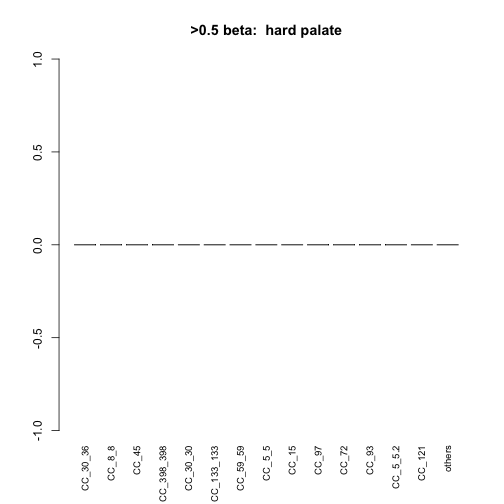 >0.5 beta:  hard palate
1.0
0.5
0.0
-0.5
-1.0
CC_30_36
CC_8_8
CC_45
CC_398_398
CC_30_30
CC_133_133
CC_59_59
CC_5_5
CC_15
CC_97
CC_72
CC_93
CC_5_5.2
CC_121
others